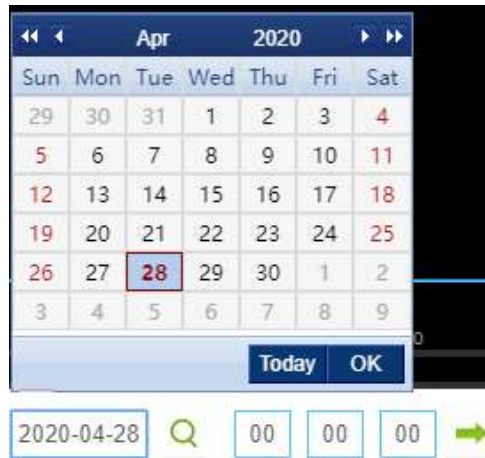 Apr 2020
Sun Mon Tue Wed Thu Fri Sat
29 30 31 1 2 3 4
5 6 7 8 9 10 11
12 13 14 15 16 17 18
19 20 21 22 23 24 25
26 27 28 29 30 1 2
3 4 5 6 7 8 9
Today OK
0
2020-04-28 00 00 00